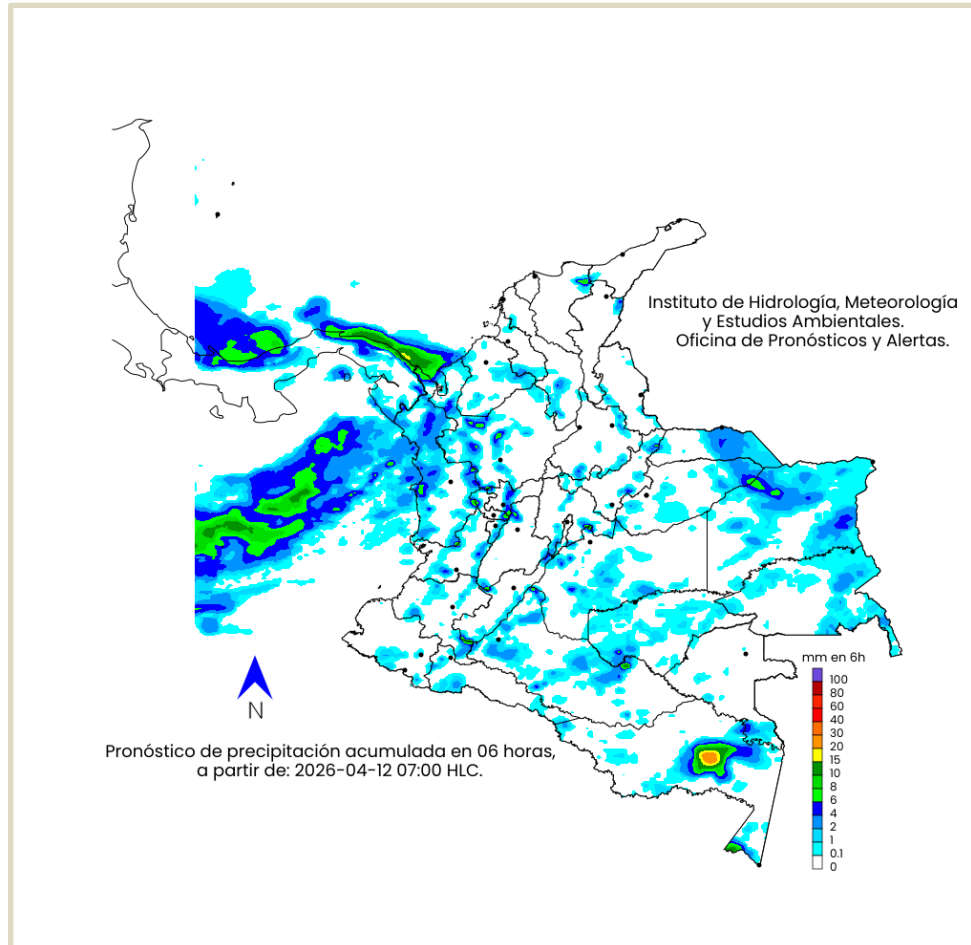 Instituto de Hidrología, Meteorología
y Estudios Ambientales.
Oficina de Pronósticos y Alertas.
mm en 6h
100
80
60
40
30
20
15
10
8
6
4
2
1
0.1
0
N
Pronóstico de precipitación acumulada en 06 horas,
a partir de: 2026-04-12 07:00 HLC.